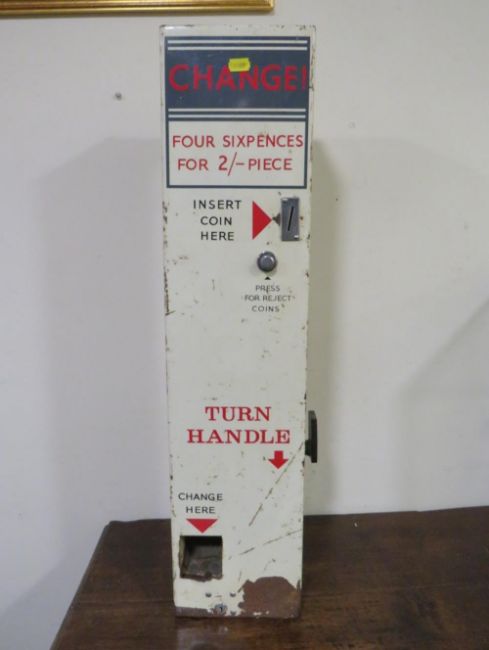 CHANGE!
FOUR SIXPENCES
FOR 2/- PIECE
INSERT
COIN
HERE
PRESS
FOR REJECT
COINS
TURN
HANDLE
CHANGE
HERE